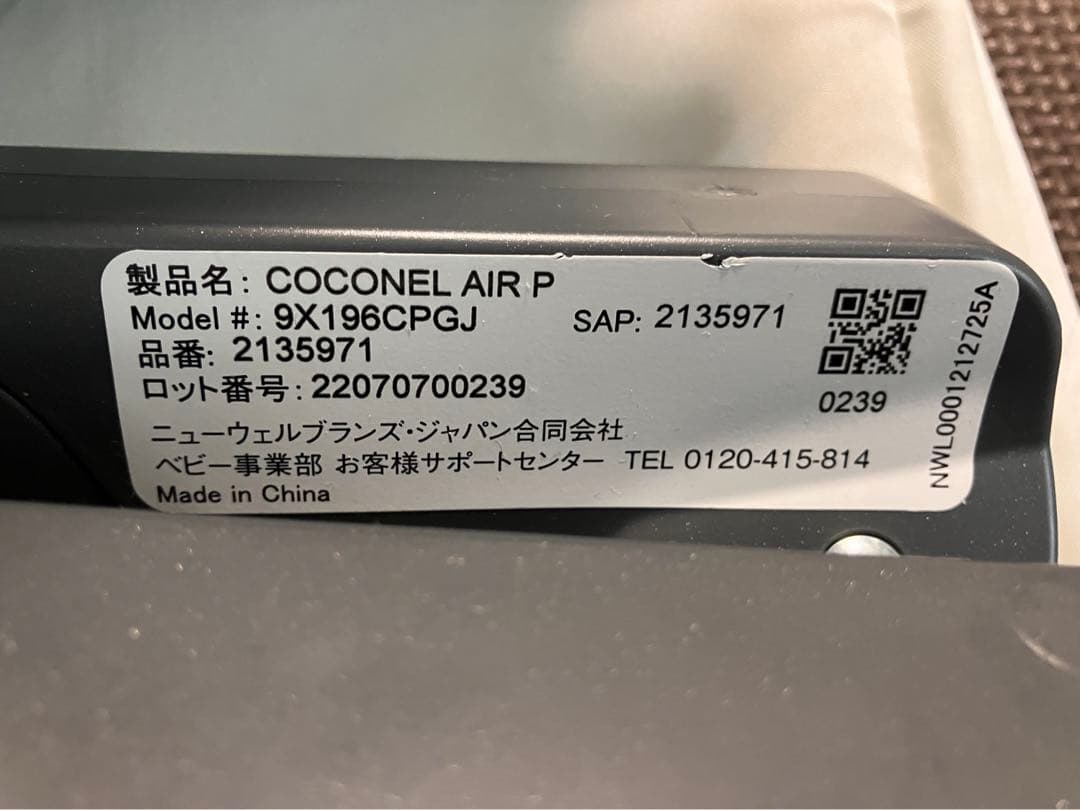 製品名: COCONEL AIR P
Model #: 9X196CPGJ SAP: 2135971
品番: 2135971
ロット番号: 22070700239
0239
ニューウェルブランズ・ジャパン合同会社
ベビー事業部 お客様サポートセンター TEL 0120-415-814
Made in China
NWL0001212725A